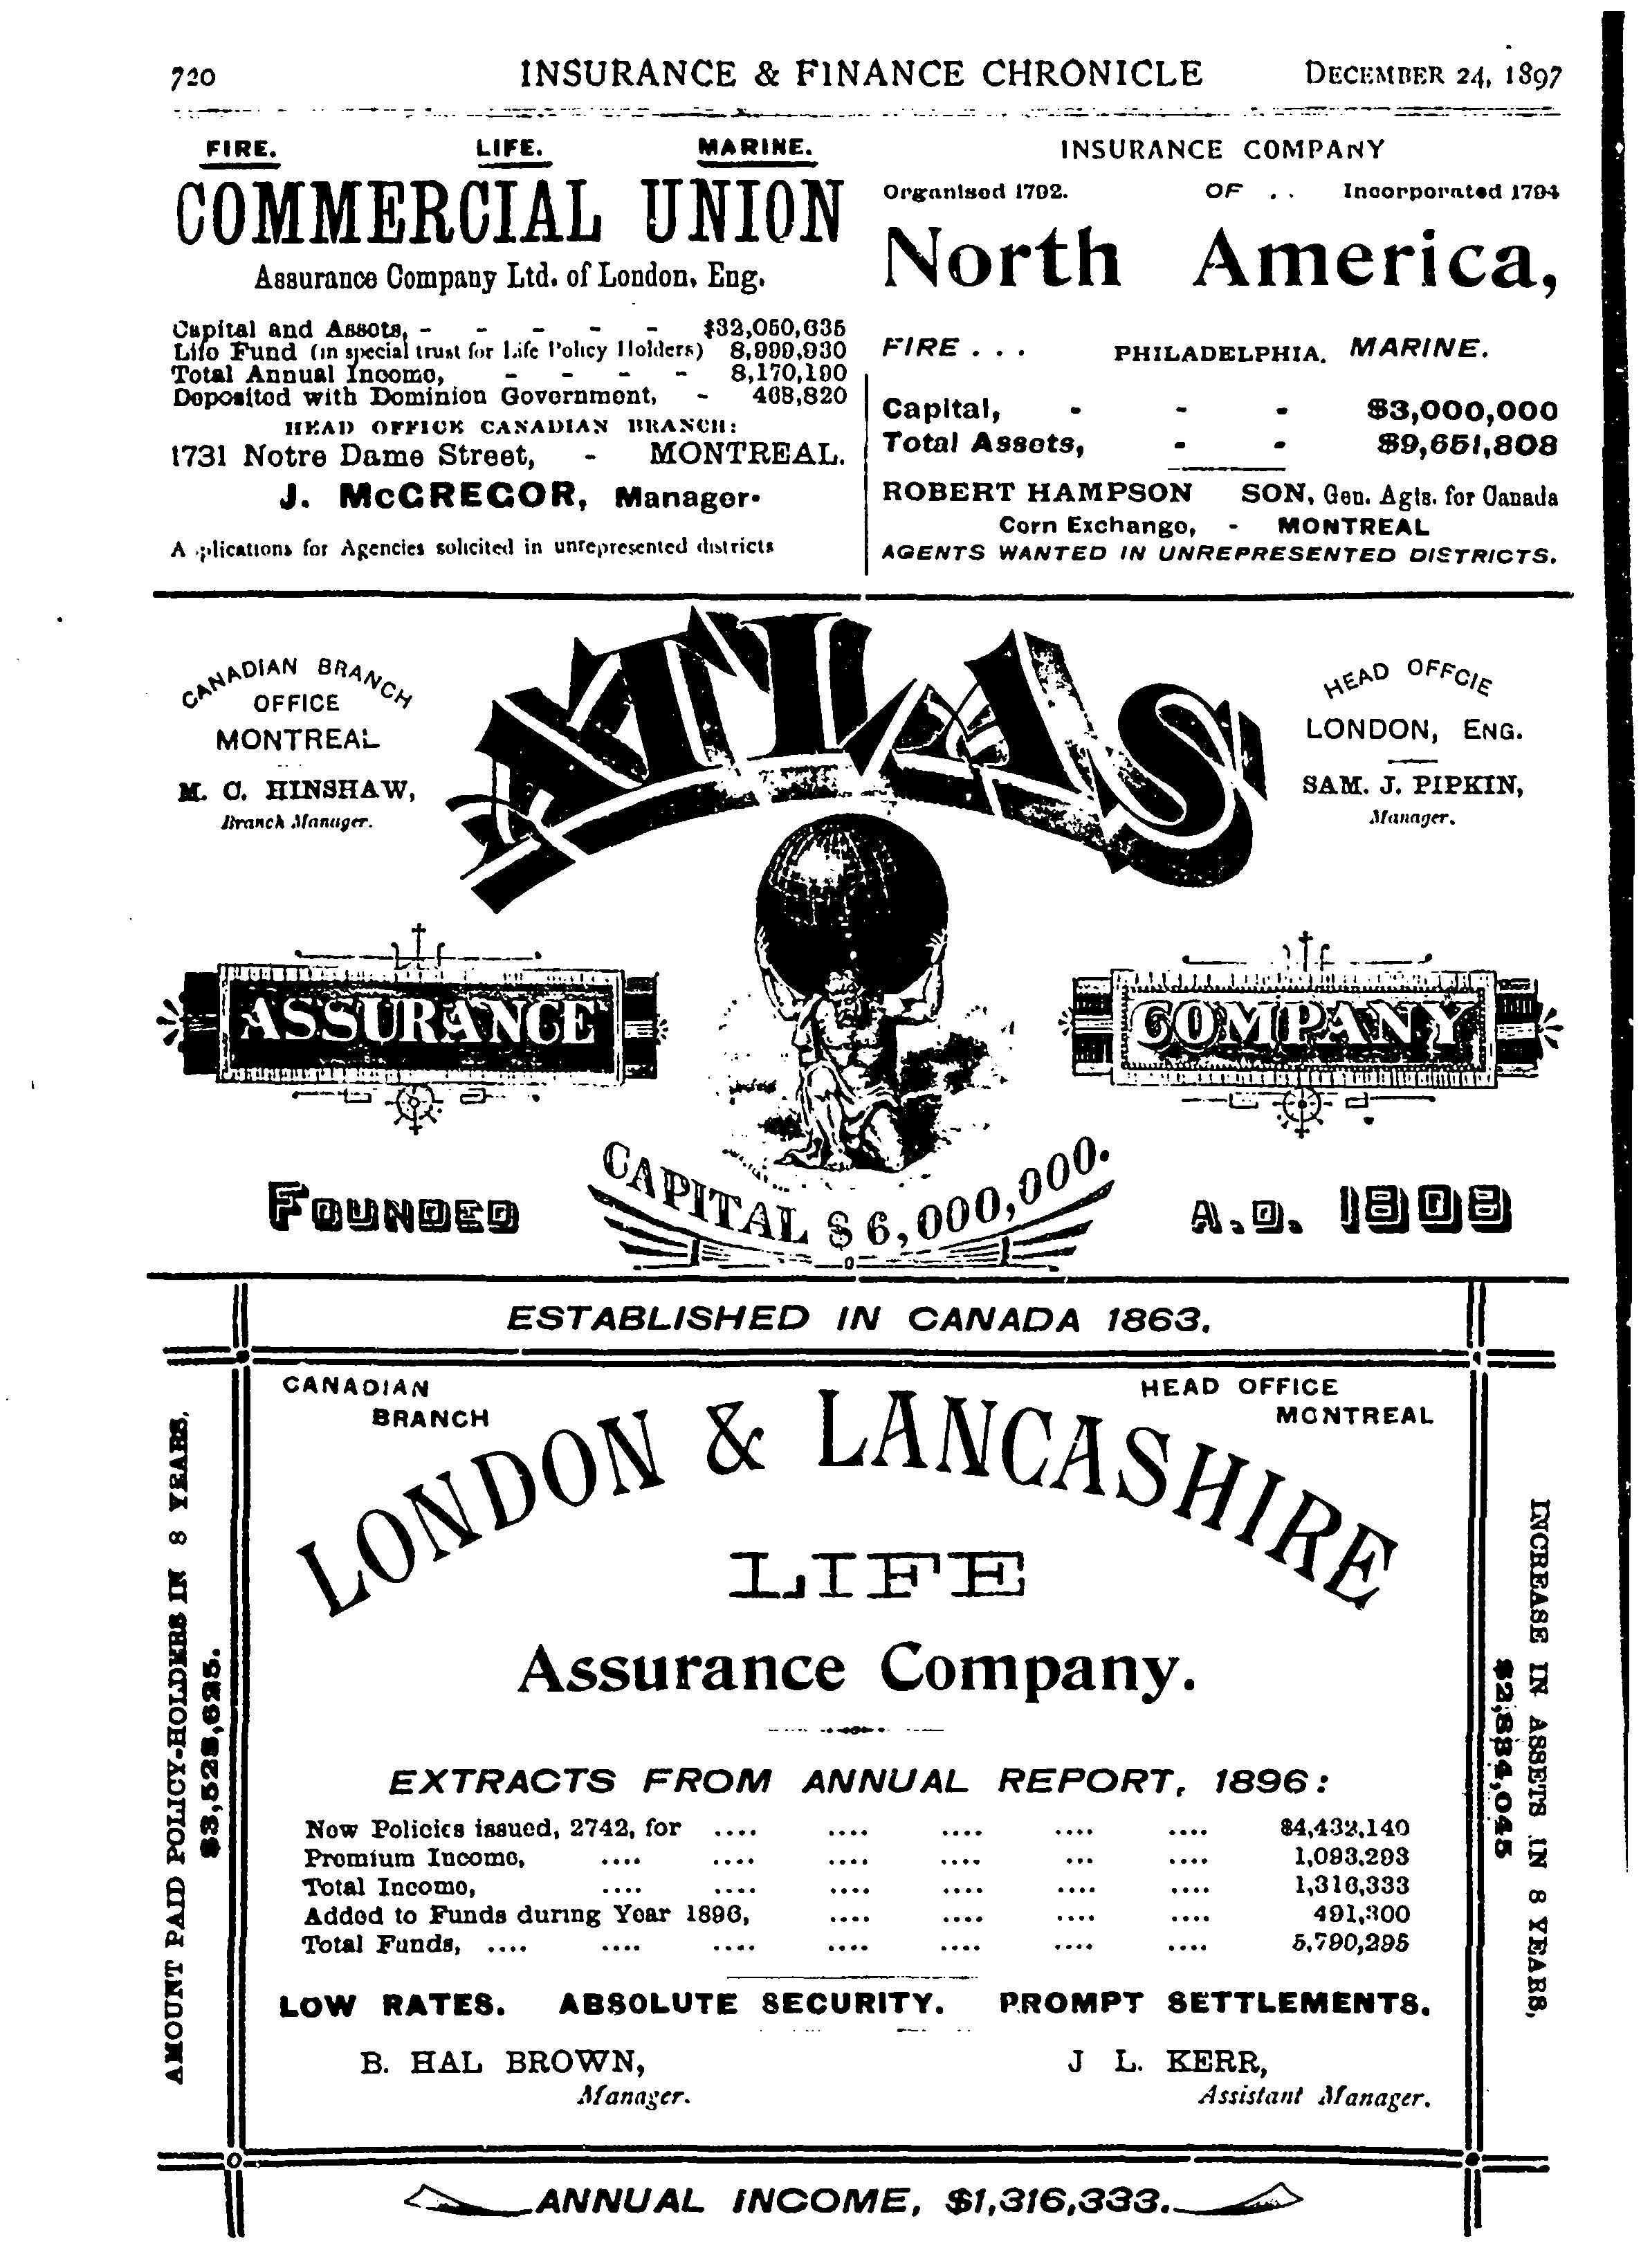 720 INSURANCE & FINANCE CHRONICLE DECEMBER 24, 1897
FIRE. LIFE. MARINE.
COMMERCIAL UNION
Assurance Company Ltd. of London, Eng.
Capital and Assets, - - - - - $32,050,635
Life Fund (in special trust for Life Policy Holders) 8,999,930
Total Annual Income, - - - - 8,170,190
Deposited with Dominion Government, - 468,820
HEAD OFFICE CANADIAN BRANCH:
1731 Notre Dame Street, - MONTREAL.
J. McGREGOR, Manager.
A plications for Agencies solicited in unrepresented districts
INSURANCE COMPANY
Organised 1792. OF . . Incorporated 1794
North America,
FIRE . . . PHILADELPHIA. MARINE.
Capital, - - - $3,000,000
Total Assets, - - $9,651,808
ROBERT HAMPSON SON, Gen. Agts. for Canada
Corn Exchange, - MONTREAL
AGENTS WANTED IN UNREPRESENTED DISTRICTS.
CANADIAN BRANCH
OFFICE
MONTREAL
M. C. HINSHAW,
Branch Manager.
ATLAS
HEAD OFFCIE
LONDON, ENG.
SAM. J. PIPKIN,
Manager.
ASSURANCE COMPANY
CAPITAL $6,000,000.
FOUNDED A.D. 1808
ESTABLISHED IN CANADA 1863.
CANADIAN
BRANCH
HEAD OFFICE
MONTREAL
LONDON & LANCASHIRE
LIFE
Assurance Company.
EXTRACTS FROM ANNUAL REPORT, 1896:
New Policies issued, 2742, for .... .... .... .... .... $4,432,140
Premium Income, .... .... .... .... ... .... 1,093,293
Total Income, .... .... .... .... .... .... 1,316,333
Added to Funds during Year 1896, .... .... .... .... 491,300
Total Funds, .... .... .... .... .... .... .... 5,790,295
LOW RATES. ABSOLUTE SECURITY. PROMPT SETTLEMENTS.
B. HAL BROWN,
Manager.
J L. KERR,
Assistant Manager.
AMOUNT PAID POLICY-HOLDERS IN 8 YEARS,
$3,528,625.
INCREASE IN ASSETS IN 8 YEARS,
$2,884,045
ANNUAL INCOME, $1,316,333.